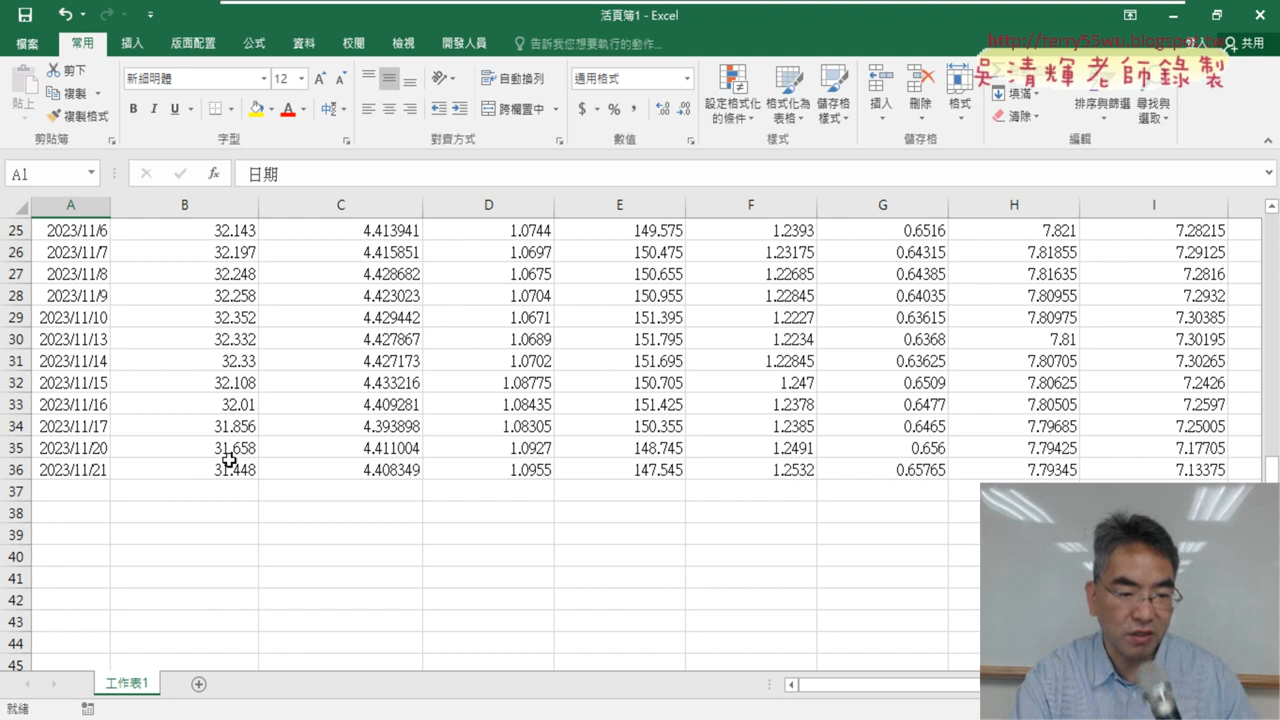 活頁簿1 - Excel
檔案 常用 插入 版面配置 公式 資料 校閱 檢視 開發人員 告訴我您想要執行的動作... 共用
http://terry55wu.blogspot.tw
吳清輝老師錄製
貼上 剪下 複製 複製格式 新細明體 12 自動換列 跨欄置中 通用格式 設定格式化的條件 格式化為表格 儲存格樣式 插入 刪除 格式 填滿 清除 排序與篩選 尋找與選取
剪貼簿 字型 對齊方式 數值 樣式 儲存格 編輯
A1 fx 日期
A B C D E F G H I
25 2023/11/6 32.143 4.413941 1.0744 149.575 1.2393 0.6516 7.821 7.28215
26 2023/11/7 32.197 4.415851 1.0697 150.475 1.23175 0.64315 7.81855 7.29125
27 2023/11/8 32.248 4.428682 1.0675 150.655 1.22685 0.64385 7.81635 7.2816
28 2023/11/9 32.258 4.423023 1.0704 150.955 1.22845 0.64035 7.80955 7.2932
29 2023/11/10 32.352 4.429442 1.0671 151.395 1.2227 0.63615 7.80975 7.30385
30 2023/11/13 32.332 4.427867 1.0689 151.795 1.2234 0.6368 7.81 7.30195
31 2023/11/14 32.33 4.427173 1.0702 151.695 1.22845 0.63625 7.80705 7.30265
32 2023/11/15 32.108 4.433216 1.08775 150.705 1.247 0.6509 7.80625 7.2426
33 2023/11/16 32.01 4.409281 1.08435 151.425 1.2378 0.6477 7.80505 7.2597
34 2023/11/17 31.856 4.393898 1.08305 150.355 1.2385 0.6465 7.79685 7.25005
35 2023/11/20 31.658 4.411004 1.0927 148.745 1.2491 0.656 7.79425 7.17705
36 2023/11/21 31.448 4.408349 1.0955 147.545 1.2532 0.65765 7.79345 7.13375
37
38
39
40
41
42
43
44
45
工作表1
就緒